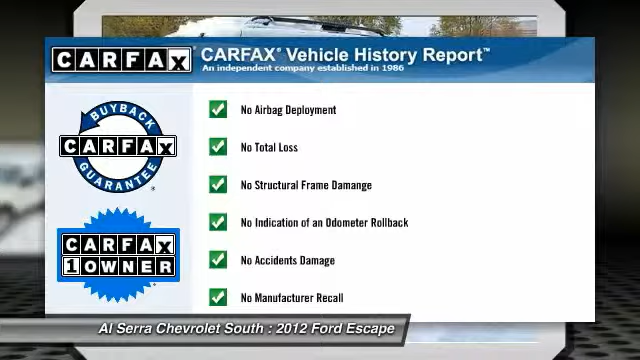 CARFAX
CARFAX® Vehicle History Report™
An independent company established in 1986
BUYBACK
CARFAX
GUARANTEE
CARFAX
1 OWNER
No Airbag Deployment
No Total Loss
No Structural Frame Damange
No Indication of an Odometer Rollback
No Accidents Damage
No Manufacturer Recall
Al Serra Chevrolet South : 2012 Ford Escape